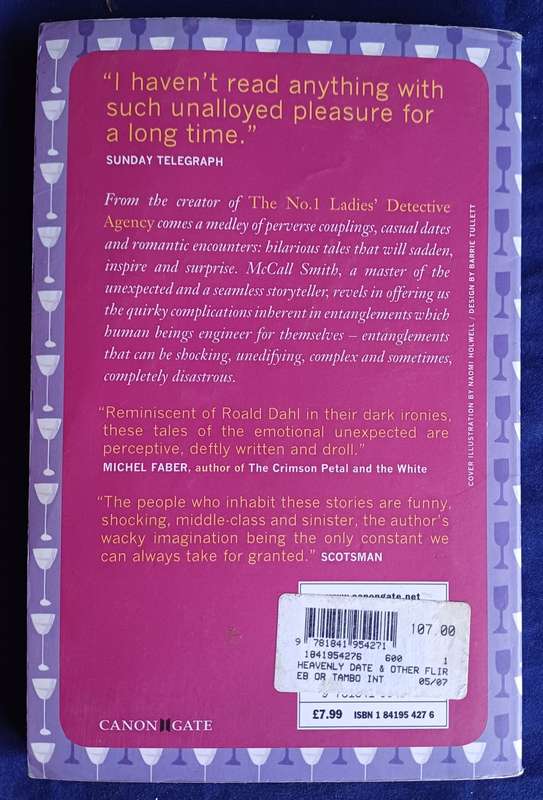 “I haven’t read anything with
such unalloyed pleasure for
a long time.”
SUNDAY TELEGRAPH
From the creator of The No.1 Ladies’ Detective
Agency comes a medley of perverse couplings, casual dates
and romantic encounters: hilarious tales that will sadden,
inspire and surprise. McCall Smith, a master of the
unexpected and a seamless storyteller, revels in offering us
the quirky complications inherent in entanglements which
human beings engineer for themselves – entanglements
that can be shocking, unedifying, complex and sometimes,
completely disastrous.
“Reminiscent of Roald Dahl in their dark ironies,
these tales of the emotional unexpected are
perceptive, deftly written and droll.”
MICHEL FABER, author of The Crimson Petal and the White
“The people who inhabit these stories are funny,
shocking, middle-class and sinister, the author’s
wacky imagination being the only constant we
can always take for granted.” SCOTSMAN
COVER ILLUSTRATION BY NAOMI HOLWELL / DESIGN BY BARRIE TULLETT
www.canongate.net
107.00
9 781841 954271
1841954276 600 1
HEAVENLY DATE & OTHER FLIR
EB OR TAMBO INT 05/07
£7.99 ISBN 1 84195 427 6
CANONGATE